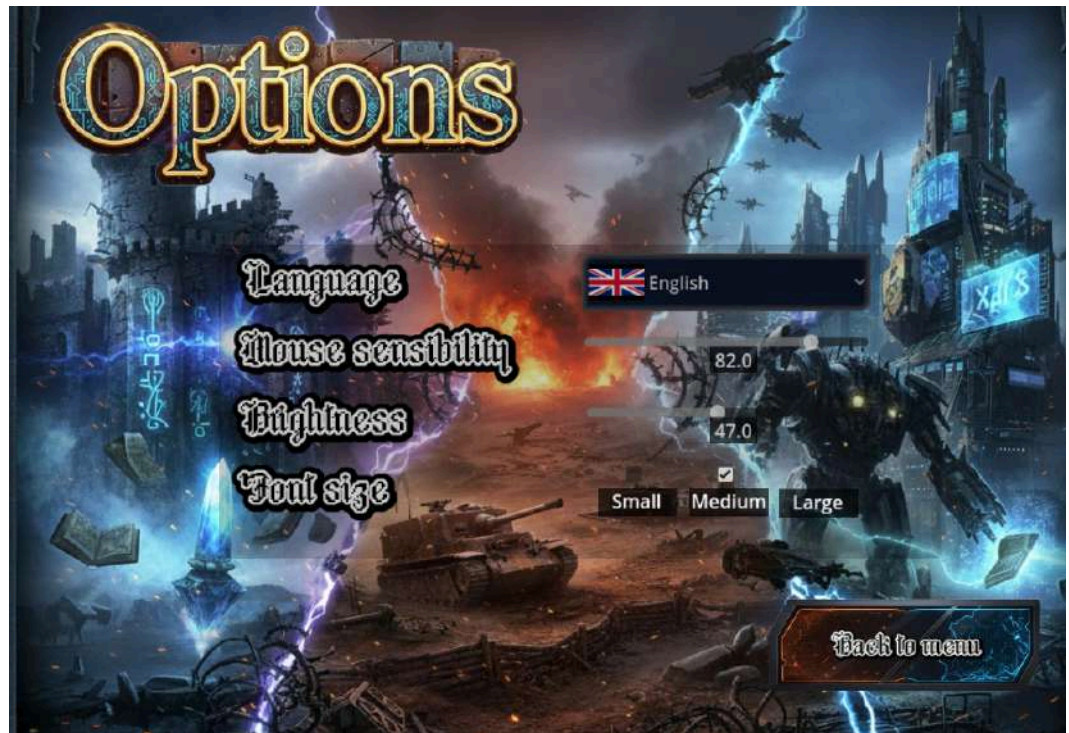 Options
Language
English
Mouse sensibility
82.0
Brightness
47.0
Font size
Small Medium Large
Back to menu